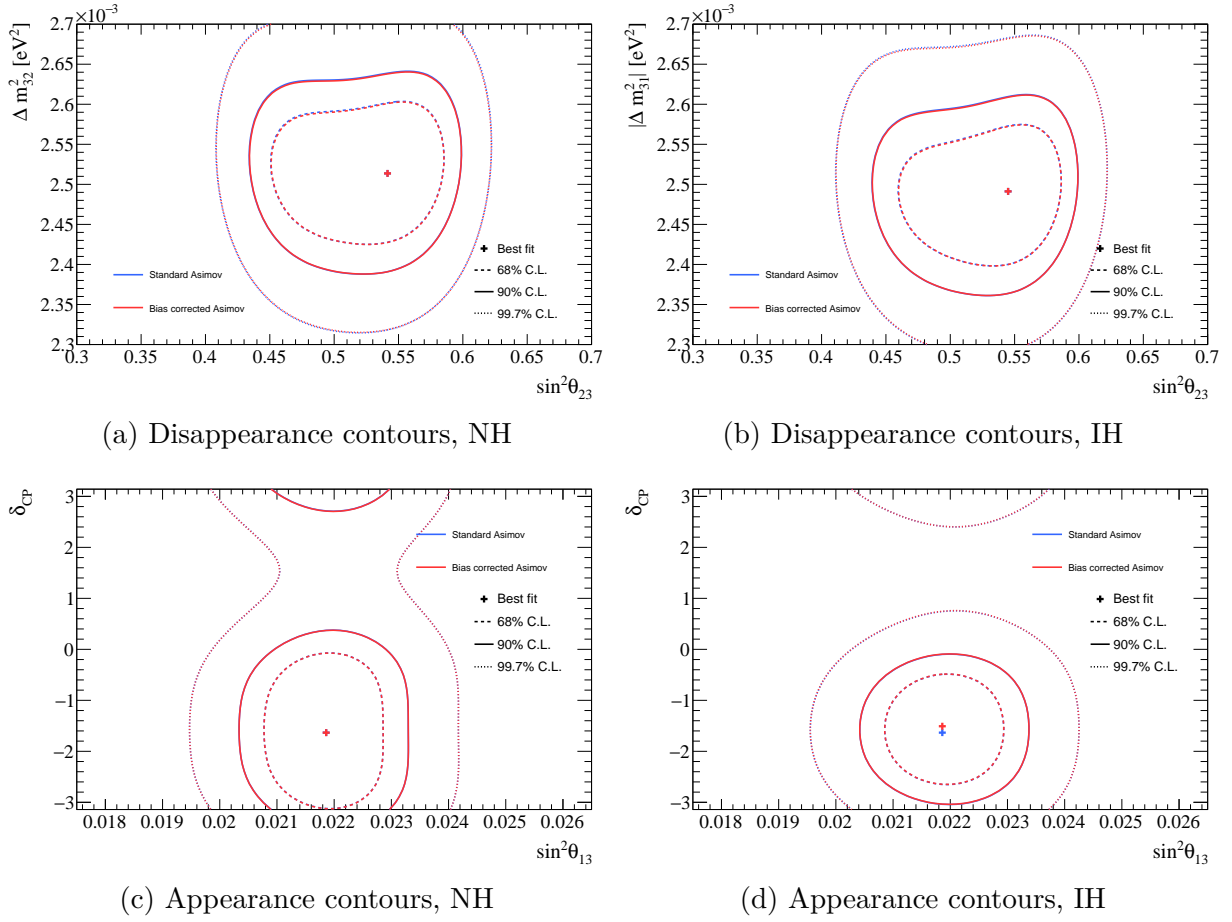 ×10⁻³
Δ m²₃₂ [eV²]
2.7
2.65
2.6
2.55
2.5
2.45
2.4
2.35
2.3
Standard Asimov
Bias corrected Asimov
Best fit
68% C.L.
90% C.L.
99.7% C.L.
0.3 0.35 0.4 0.45 0.5 0.55 0.6 0.65 0.7
sin²θ₂₃
(a) Disappearance contours, NH
×10⁻³
|Δ m²₃₁| [eV²]
2.7
2.65
2.6
2.55
2.5
2.45
2.4
2.35
2.3
Standard Asimov
Bias corrected Asimov
Best fit
68% C.L.
90% C.L.
99.7% C.L.
0.3 0.35 0.4 0.45 0.5 0.55 0.6 0.65 0.7
sin²θ₂₃
(b) Disappearance contours, IH
δ_CP
3
2
1
0
−1
−2
−3
Standard Asimov
Bias corrected Asimov
Best fit
68% C.L.
90% C.L.
99.7% C.L.
0.018 0.019 0.02 0.021 0.022 0.023 0.024 0.025 0.026
sin²θ₁₃
(c) Appearance contours, NH
δ_CP
3
2
1
0
−1
−2
−3
Standard Asimov
Bias corrected Asimov
Best fit
68% C.L.
90% C.L.
99.7% C.L.
0.018 0.019 0.02 0.021 0.022 0.023 0.024 0.025 0.026
sin²θ₁₃
(d) Appearance contours, IH